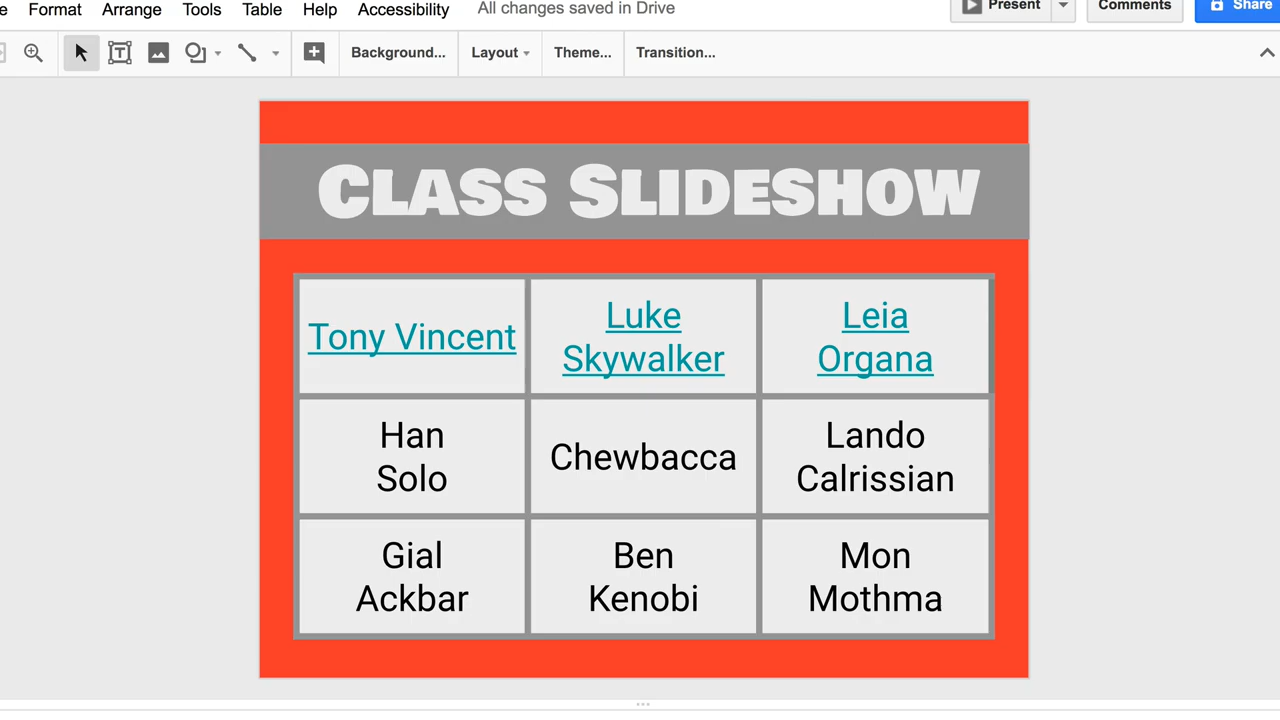 Format Arrange Tools Table Help Accessibility All changes saved in Drive Present Comments Share
Background... Layout Theme... Transition...
CLASS SLIDESHOW
Tony Vincent
Luke
Skywalker
Leia
Organa
Han
Solo
Chewbacca
Lando
Calrissian
Gial
Ackbar
Ben
Kenobi
Mon
Mothma